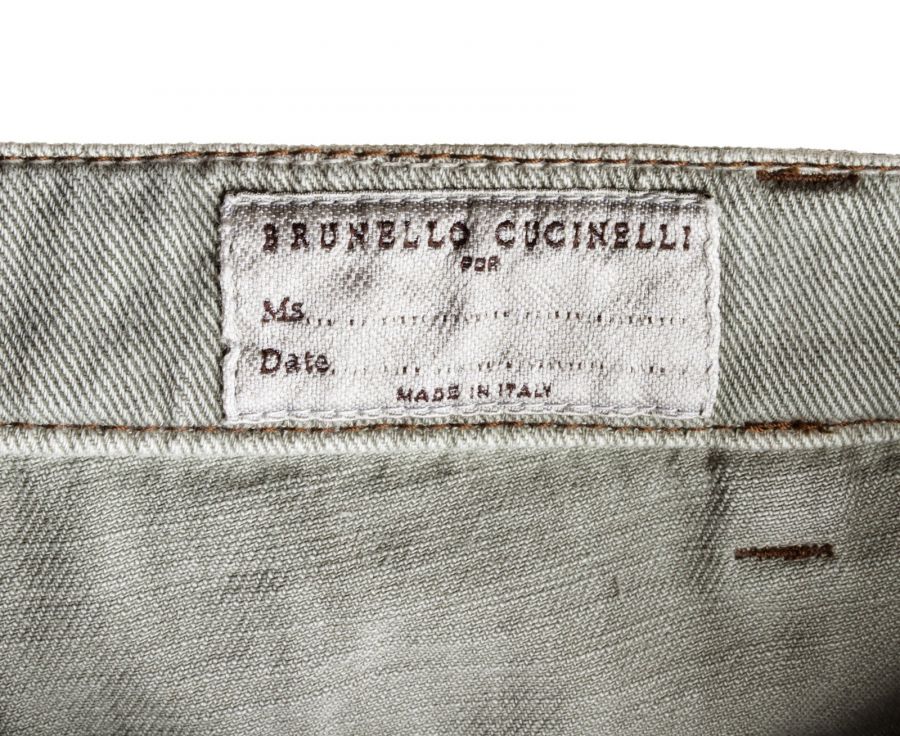 BRUNELLO CUCINELLI
FOR
Ms.
Date
MADE IN ITALY